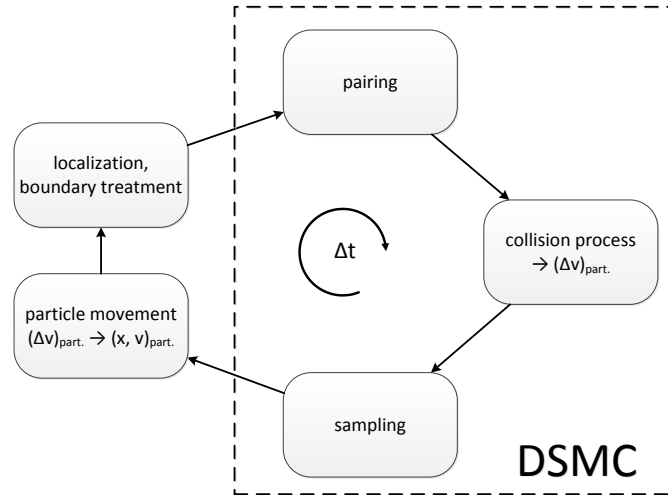 pairing
localization,
boundary treatment
collision process
→ (Δv)part.
Δt
particle movement
(Δv)part. → (x, v)part.
sampling
DSMC